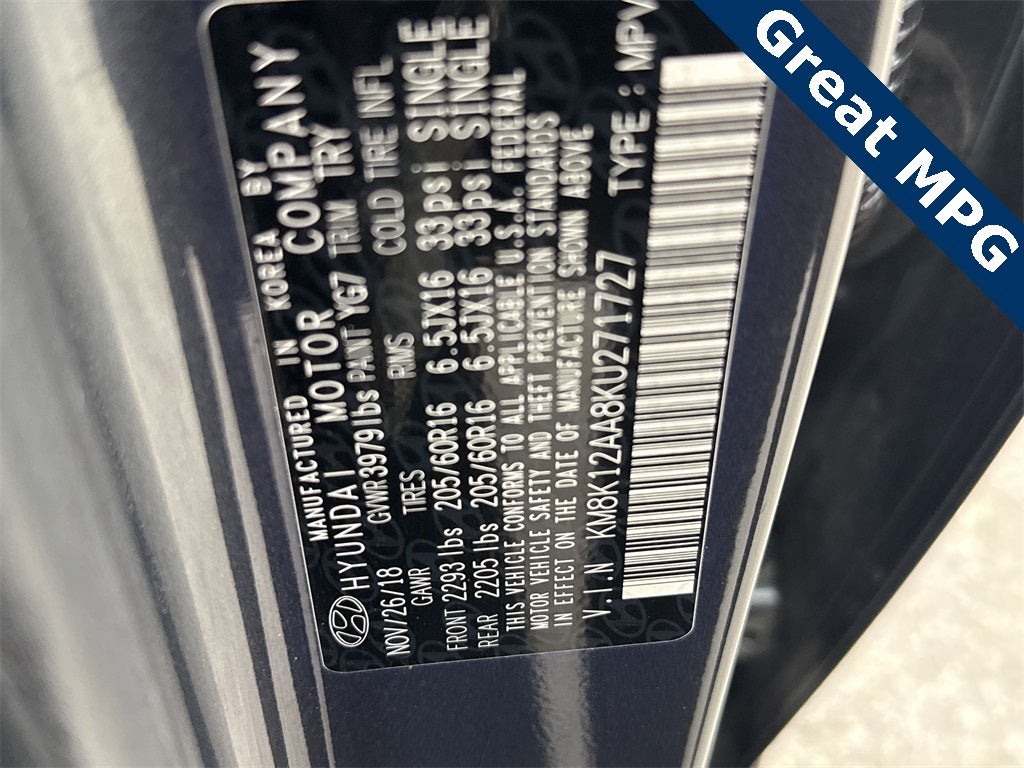 MANUFACTURED IN KOREA BY
HYUNDAI MOTOR COMPANY
NOV/26/18 GVWR 3979lbs PAINT YG7 TRIM TRY
GAWR TIRES RMS COLD TIRE INFL
FRONT 2293 lbs 205/60R16 6.5JX16 33psi SINGLE
REAR 2205 lbs 205/60R16 6.5JX16 33psi SINGLE
THIS VEHICLE CONFORMS TO ALL APPLICABLE U.S.A. FEDERAL
MOTOR VEHICLE SAFETY AND THEFT PREVENTION STANDARDS
IN EFFECT ON THE DATE OF MANUFACTURE SHOWN ABOVE
V.I.N KM8K12AA8KU271727 TYPE : MPV
Great MPG